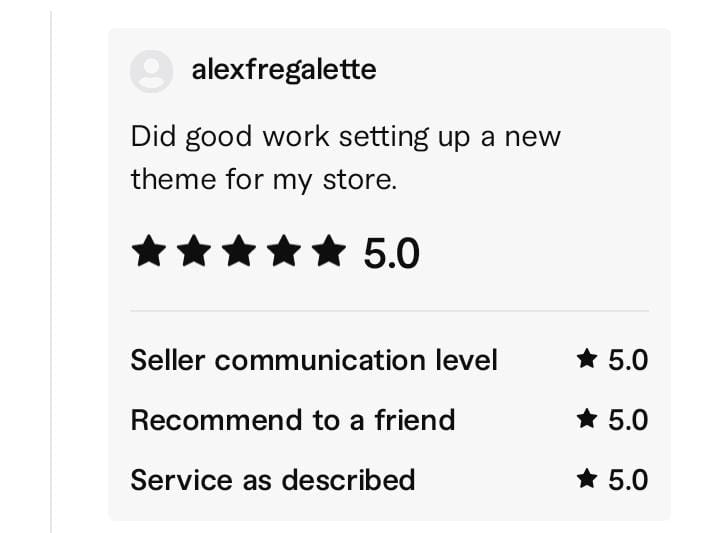 alexfregalette
Did good work setting up a new
theme for my store.
★ ★ ★ ★ ★ 5.0
Seller communication level ★ 5.0
Recommend to a friend ★ 5.0
Service as described ★ 5.0